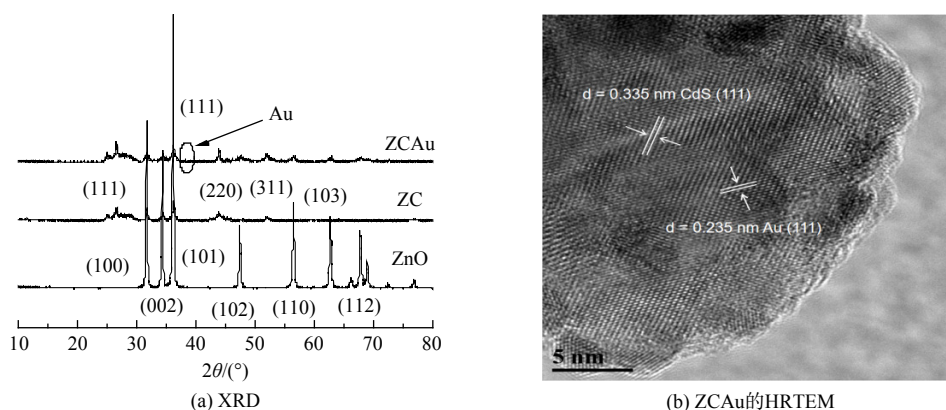 (111)
Au
ZCAu
(111)
(220)
(311)
(103)
ZC
(100)
(101)
ZnO
(002)
(102)
(110)
(112)
10 20 30 40 50 60 70 80
2θ/(°)
(a) XRD
d = 0.335 nm CdS (111)
d = 0.235 nm Au (111)
5 nm
(b) ZCAu的HRTEM